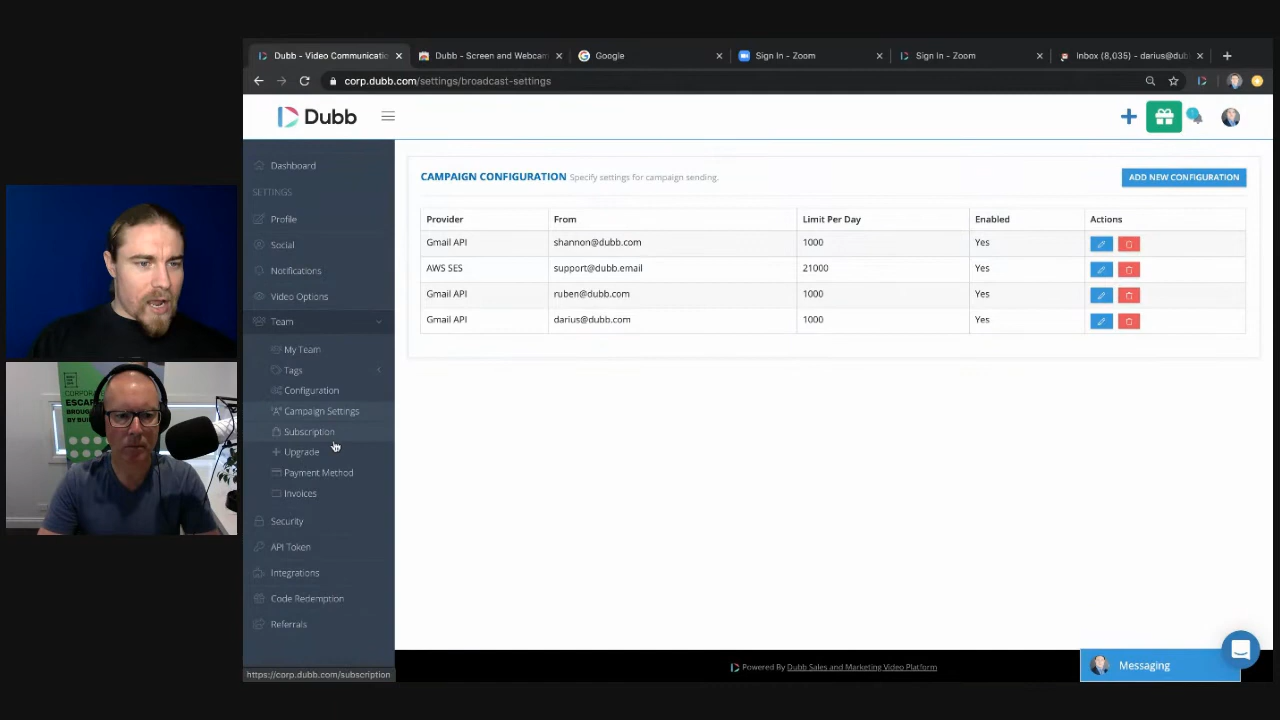 Dubb - Video Communicatio
Dubb - Screen and Webcam
Google
Sign In - Zoom
Sign In - Zoom
Inbox (8,035) - darius@dub
corp.dubb.com/settings/broadcast-settings
Dubb
Dashboard
SETTINGS
Profile
Social
Notifications
Video Options
Team
My Team
Tags
Configuration
Campaign Settings
Subscription
Upgrade
Payment Method
Invoices
Security
API Token
Integrations
Code Redemption
Referrals
https://corp.dubb.com/subscription
CAMPAIGN CONFIGURATION Specify settings for campaign sending.
ADD NEW CONFIGURATION
Provider From Limit Per Day Enabled Actions
Gmail API shannon@dubb.com 1000 Yes
AWS SES support@dubb.email 21000 Yes
Gmail API ruben@dubb.com 1000 Yes
Gmail API darius@dubb.com 1000 Yes
Powered By Dubb Sales and Marketing Video Platform
Messaging
CORPOR
ESCAP
BROUG
BY BUI